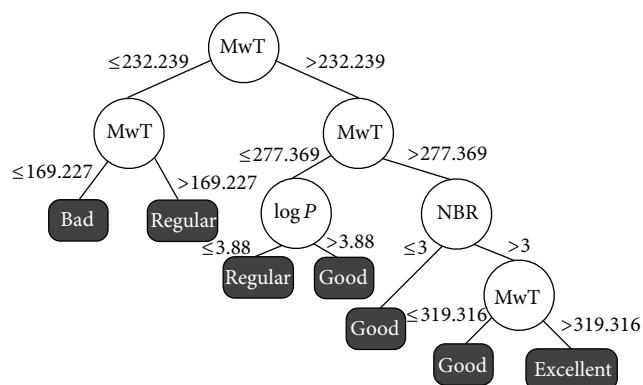 MwT
≤232.239 >232.239
MwT MwT
≤169.227 >169.227 ≤277.369 >277.369
Bad Regular log P NBR
≤3.88 >3.88 ≤3 >3
Regular Good MwT
Good ≤319.316 >319.316
Good Excellent